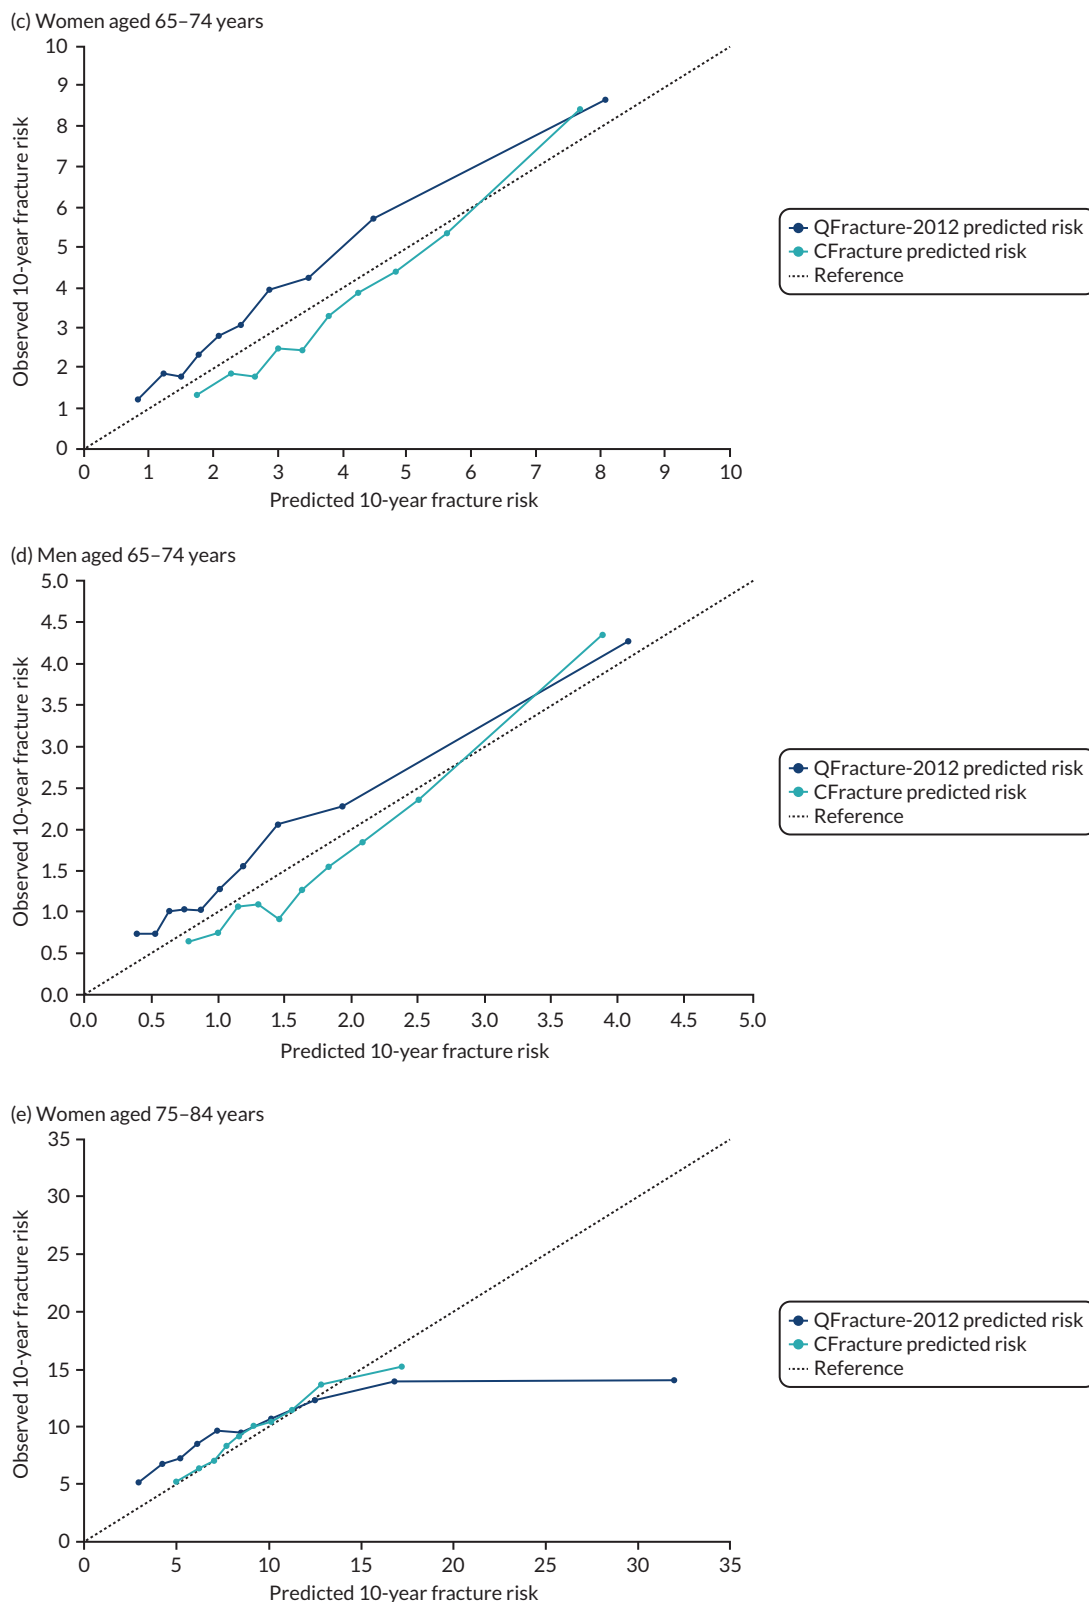 (c) Women aged 65–74 years
10
9
8
7
6
5
4
3
2
1
0
Observed 10-year fracture risk
0 1 2 3 4 5 6 7 8 9 10
Predicted 10-year fracture risk
QFracture-2012 predicted risk
CFracture predicted risk
Reference
(d) Men aged 65–74 years
5.0
4.5
4.0
3.5
3.0
2.5
2.0
1.5
1.0
0.5
0.0
Observed 10-year fracture risk
0.0 0.5 1.0 1.5 2.0 2.5 3.0 3.5 4.0 4.5 5.0
Predicted 10-year fracture risk
QFracture-2012 predicted risk
CFracture predicted risk
Reference
(e) Women aged 75–84 years
35
30
25
20
15
10
5
0
Observed 10-year fracture risk
0 5 10 15 20 25 30 35
Predicted 10-year fracture risk
QFracture-2012 predicted risk
CFracture predicted risk
Reference